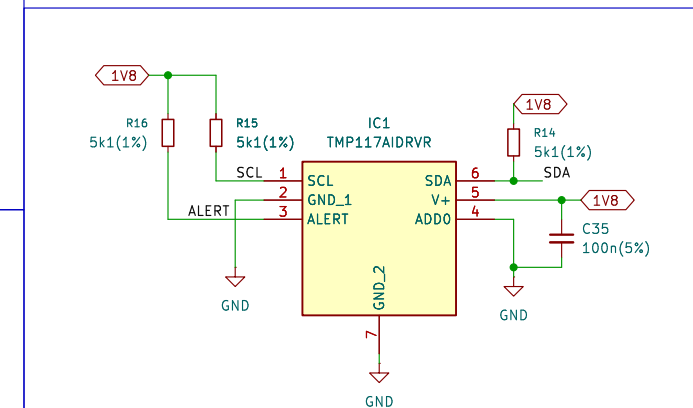 1V8
R16
5k1(1%)
R15
5k1(1%)
IC1
TMP117AIDRVR
1V8
R14
5k1(1%)
SCL
1
SCL
SDA
6
SDA
2
GND_1
V+
5
1V8
ALERT
3
ALERT
ADD0
4
C35
100n(5%)
GND_2
7
GND
GND
GND